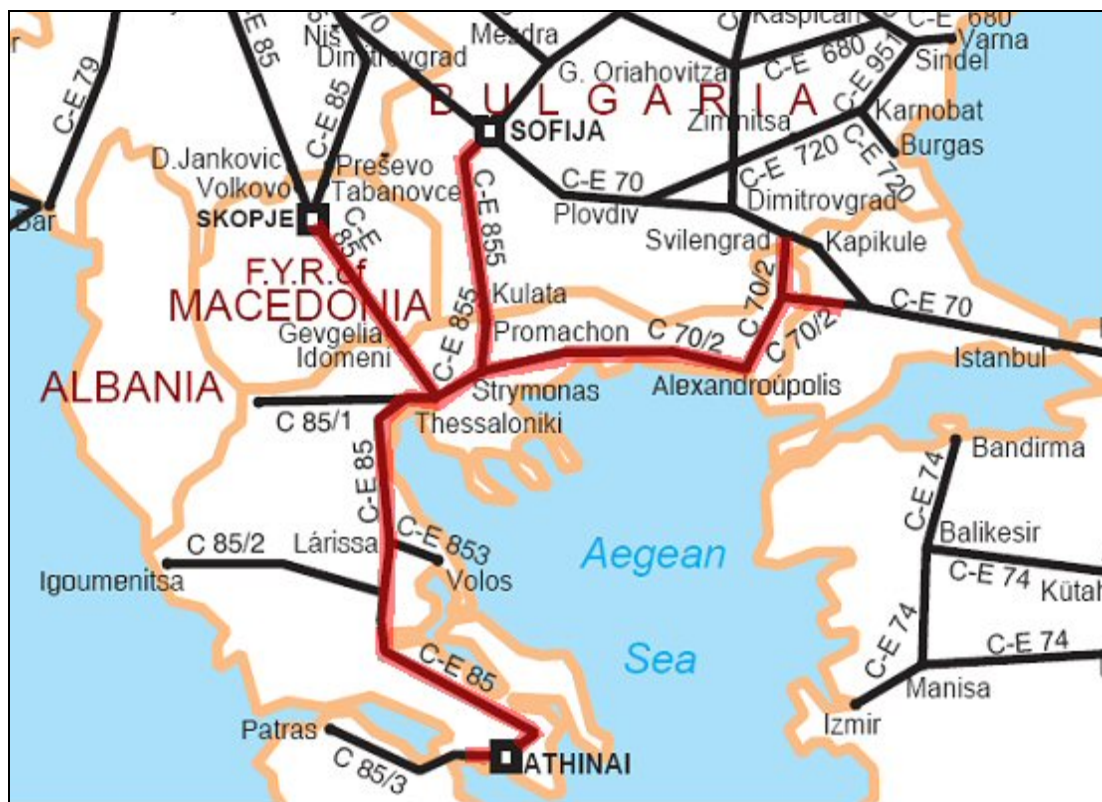 C-E 85
70
Kaspican
C-E 680
Niš
Mezdra
Varna
Dimitrovgrad
C-E 680
Sindel
C-E 79
G. Oriahovitza
C-E 951
C-E 85
BULGARIA
Karnobat
SOFIJA
Zimnitsa
Burgas
D.Jankovic
Preševo
C-E 720
C-E 720
Volkovo
Tabanovce
C-E 70
Dimitrovgrad
Bar
SKOPJE
Plovdiv
C-E 85
C-E 855
Svilengrad
Kapikule
F.Y.R.of
MACEDONIA
Kulata
C 70/2
C-E 70
Gevgelia
Promachon
C 70/2
C 70/2
Idomeni
C-E 855
Istanbul
ALBANIA
Strymonas
Alexandroúpolis
C 85/1
Thessaloniki
C-E 85
Bandirma
C-E 74
C 85/2
Lárissa
C-E 853
Aegean
Balikesir
Igoumenitsa
Volos
C-E 74
Kütah
C-E 74
C-E 85
Sea
C-E 74
Manisa
Patras
Izmir
C 85/3
ATHINAI